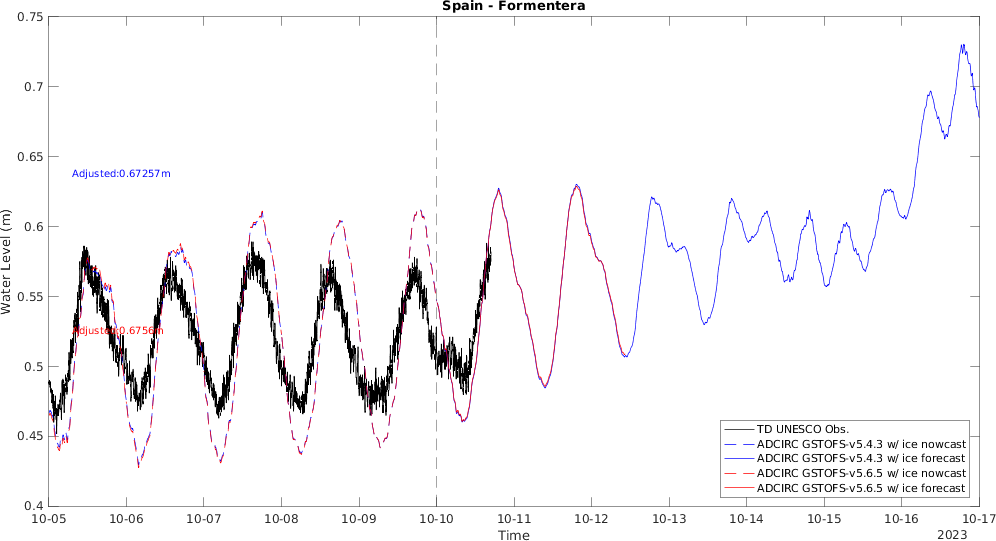 Spain - Formentera
0.75
0.7
0.65
0.6
0.55
0.5
0.45
0.4
Water Level (m)
Adjusted:0.67257m
Adjusted:0.6756m
TD UNESCO Obs.
ADCIRC GSTOFS-v5.4.3 w/ ice nowcast
ADCIRC GSTOFS-v5.4.3 w/ ice forecast
ADCIRC GSTOFS-v5.6.5 w/ ice nowcast
ADCIRC GSTOFS-v5.6.5 w/ ice forecast
10-05 10-06 10-07 10-08 10-09 10-10 10-11 10-12 10-13 10-14 10-15 10-16 10-17
Time
2023